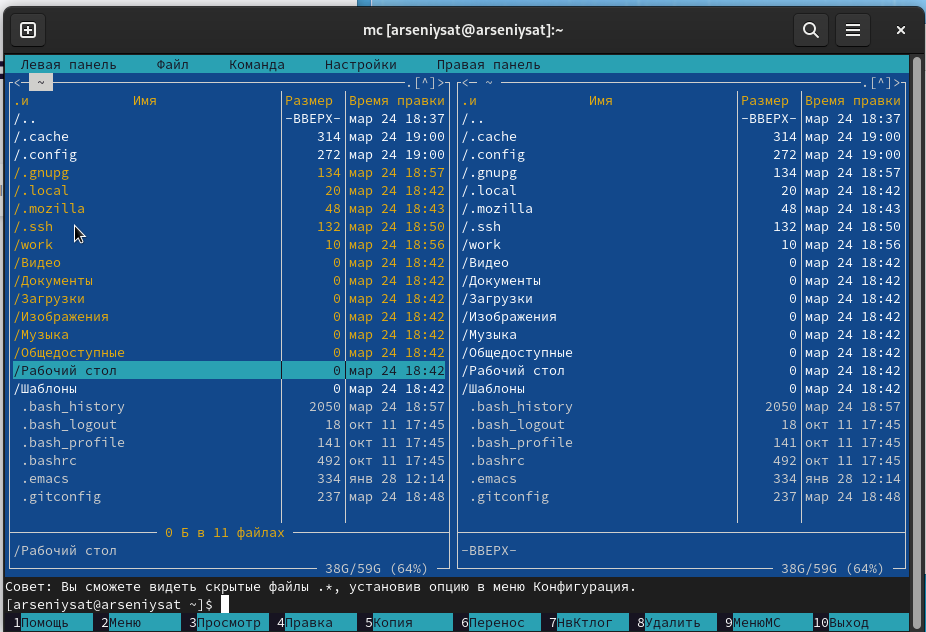 mc [arseniysat@arseniysat]:~
Левая панель Файл Команда Настройки Правая панель
<─ ~ .[^]> <─ ~ .[^]>
.и Имя Размер Время правки .и Имя Размер Время правки
/.. -ВВЕРХ- мар 24 18:37 /.. -ВВЕРХ- мар 24 18:37
/.cache 314 мар 24 19:00 /.cache 314 мар 24 19:00
/.config 272 мар 24 19:00 /.config 272 мар 24 19:00
/.gnupg 134 мар 24 18:57 /.gnupg 134 мар 24 18:57
/.local 20 мар 24 18:42 /.local 20 мар 24 18:42
/.mozilla 48 мар 24 18:43 /.mozilla 48 мар 24 18:43
/.ssh 132 мар 24 18:50 /.ssh 132 мар 24 18:50
/work 10 мар 24 18:56 /work 10 мар 24 18:56
/Видео 0 мар 24 18:42 /Видео 0 мар 24 18:42
/Документы 0 мар 24 18:42 /Документы 0 мар 24 18:42
/Загрузки 0 мар 24 18:42 /Загрузки 0 мар 24 18:42
/Изображения 0 мар 24 18:42 /Изображения 0 мар 24 18:42
/Музыка 0 мар 24 18:42 /Музыка 0 мар 24 18:42
/Общедоступные 0 мар 24 18:42 /Общедоступные 0 мар 24 18:42
/Рабочий стол 0 мар 24 18:42 /Рабочий стол 0 мар 24 18:42
/Шаблоны 0 мар 24 18:42 /Шаблоны 0 мар 24 18:42
.bash_history 2050 мар 24 18:57 .bash_history 2050 мар 24 18:57
.bash_logout 18 окт 11 17:45 .bash_logout 18 окт 11 17:45
.bash_profile 141 окт 11 17:45 .bash_profile 141 окт 11 17:45
.bashrc 492 окт 11 17:45 .bashrc 492 окт 11 17:45
.emacs 334 янв 28 12:14 .emacs 334 янв 28 12:14
.gitconfig 237 мар 24 18:48 .gitconfig 237 мар 24 18:48
0 Б в 11 файлах
/Рабочий стол -ВВЕРХ-
38G/59G (64%) 38G/59G (64%)
Совет: Вы сможете видеть скрытые файлы .*, установив опцию в меню Конфигурация.
[arseniysat@arseniysat ~]$
1Помощь 2Меню 3Просмотр 4Правка 5Копия 6Перенос 7НвКтлог 8Удалить 9МенюМС 10Выход